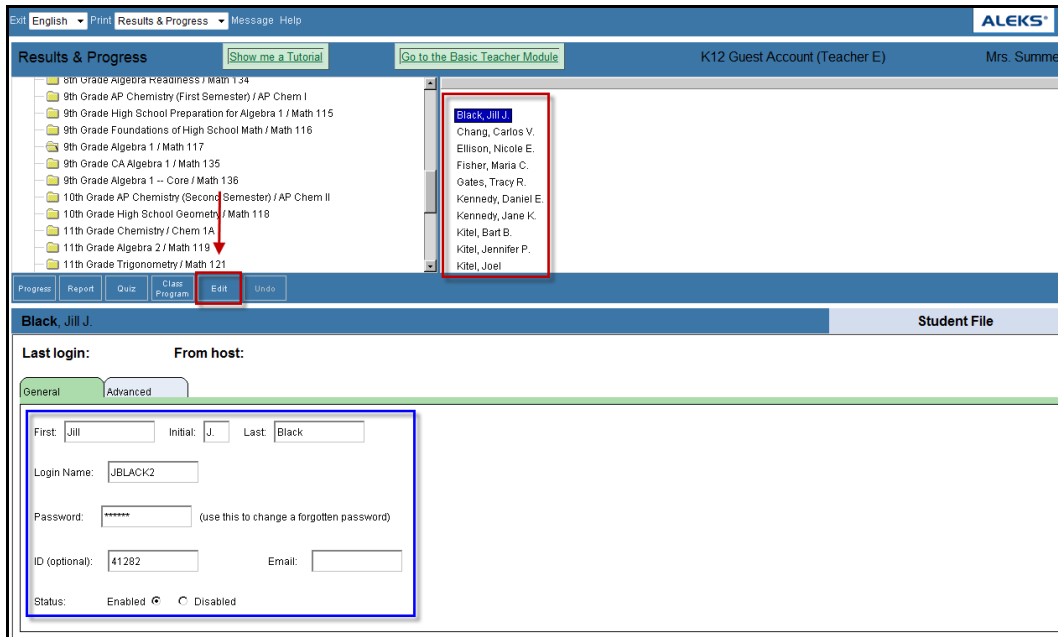 Exit English Print Results & Progress Message Help
ALEKS®
Results & Progress Show me a Tutorial Go to the Basic Teacher Module K12 Guest Account (Teacher E) Mrs. Summe
8th Grade Algebra Readiness / Math 134
9th Grade AP Chemistry (First Semester) / AP Chem I
9th Grade High School Preparation for Algebra 1 / Math 115
9th Grade Foundations of High School Math / Math 116
9th Grade Algebra 1 / Math 117
9th Grade CA Algebra 1 / Math 135
9th Grade Algebra 1 -- Core / Math 136
10th Grade AP Chemistry (Second Semester) / AP Chem II
10th Grade High School Geometry / Math 118
11th Grade Chemistry / Chem 1A
11th Grade Algebra 2 / Math 119
11th Grade Trigonometry / Math 121
Black, Jill J.
Chang, Carlos V.
Ellison, Nicole E.
Fisher, Maria C.
Gates, Tracy R.
Kennedy, Daniel E.
Kennedy, Jane K.
Kitel, Bart B.
Kitel, Jennifer P.
Kitel, Joel
Progress Report Quiz Class Program Edit Undo
Black, Jill J. Student File
Last login: From host:
General Advanced
First: Jill Initial: J. Last: Black
Login Name: JBLACK2
Password: ****** (use this to change a forgotten password)
ID (optional): 41282 Email:
Status: Enabled Disabled